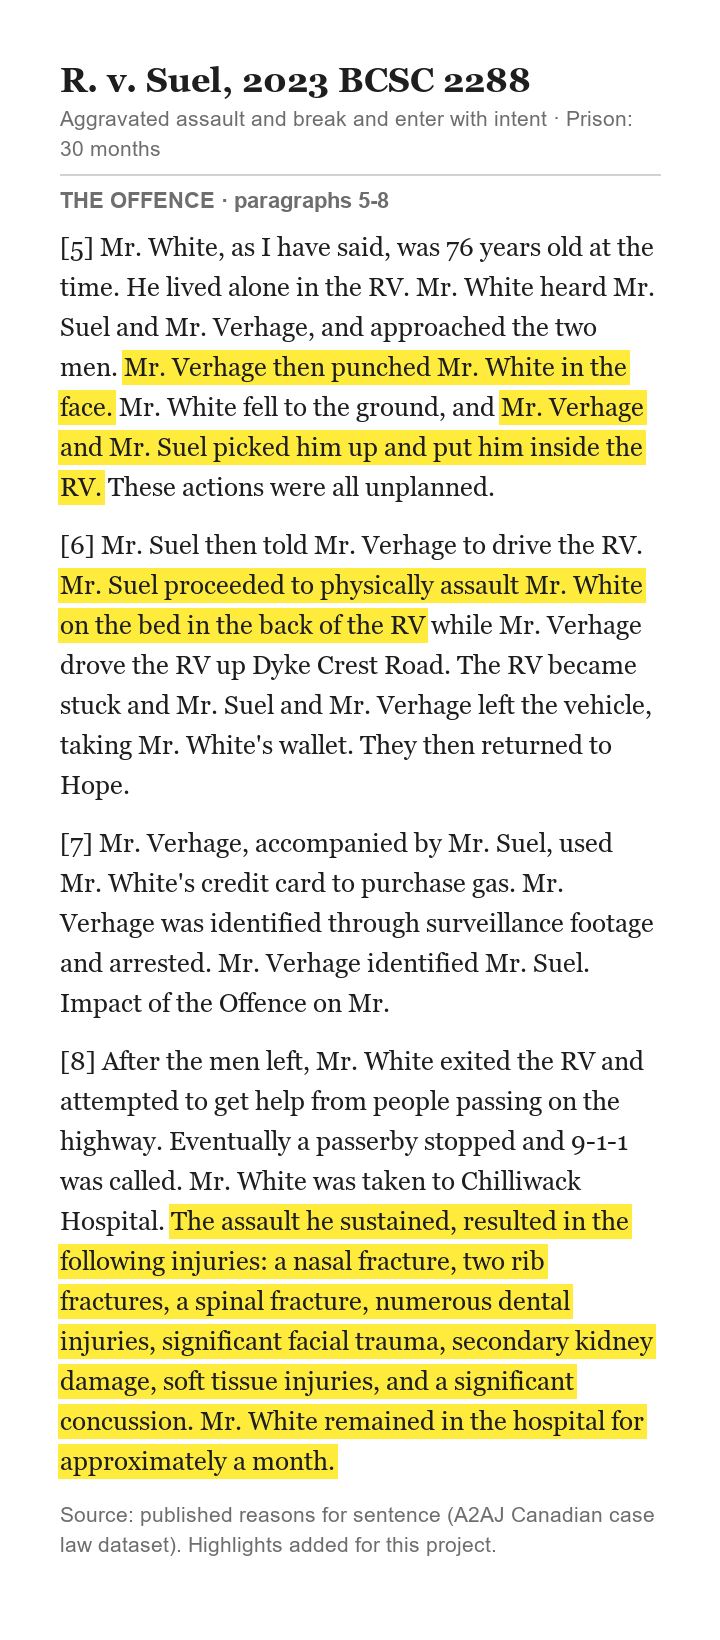 R. v. Suel, 2023 BCSC 2288
Aggravated assault and break and enter with intent · Prison:
30 months
THE OFFENCE · paragraphs 5-8
[5] Mr. White, as I have said, was 76 years old at the
time. He lived alone in the RV. Mr. White heard Mr.
Suel and Mr. Verhage, and approached the two
men. Mr. Verhage then punched Mr. White in the
face. Mr. White fell to the ground, and Mr. Verhage
and Mr. Suel picked him up and put him inside the
RV. These actions were all unplanned.
[6] Mr. Suel then told Mr. Verhage to drive the RV.
Mr. Suel proceeded to physically assault Mr. White
on the bed in the back of the RV while Mr. Verhage
drove the RV up Dyke Crest Road. The RV became
stuck and Mr. Suel and Mr. Verhage left the vehicle,
taking Mr. White's wallet. They then returned to
Hope.
[7] Mr. Verhage, accompanied by Mr. Suel, used
Mr. White's credit card to purchase gas. Mr.
Verhage was identified through surveillance footage
and arrested. Mr. Verhage identified Mr. Suel.
Impact of the Offence on Mr.
[8] After the men left, Mr. White exited the RV and
attempted to get help from people passing on the
highway. Eventually a passerby stopped and 9-1-1
was called. Mr. White was taken to Chilliwack
Hospital. The assault he sustained, resulted in the
following injuries: a nasal fracture, two rib
fractures, a spinal fracture, numerous dental
injuries, significant facial trauma, secondary kidney
damage, soft tissue injuries, and a significant
concussion. Mr. White remained in the hospital for
approximately a month.
Source: published reasons for sentence (A2AJ Canadian case
law dataset). Highlights added for this project.